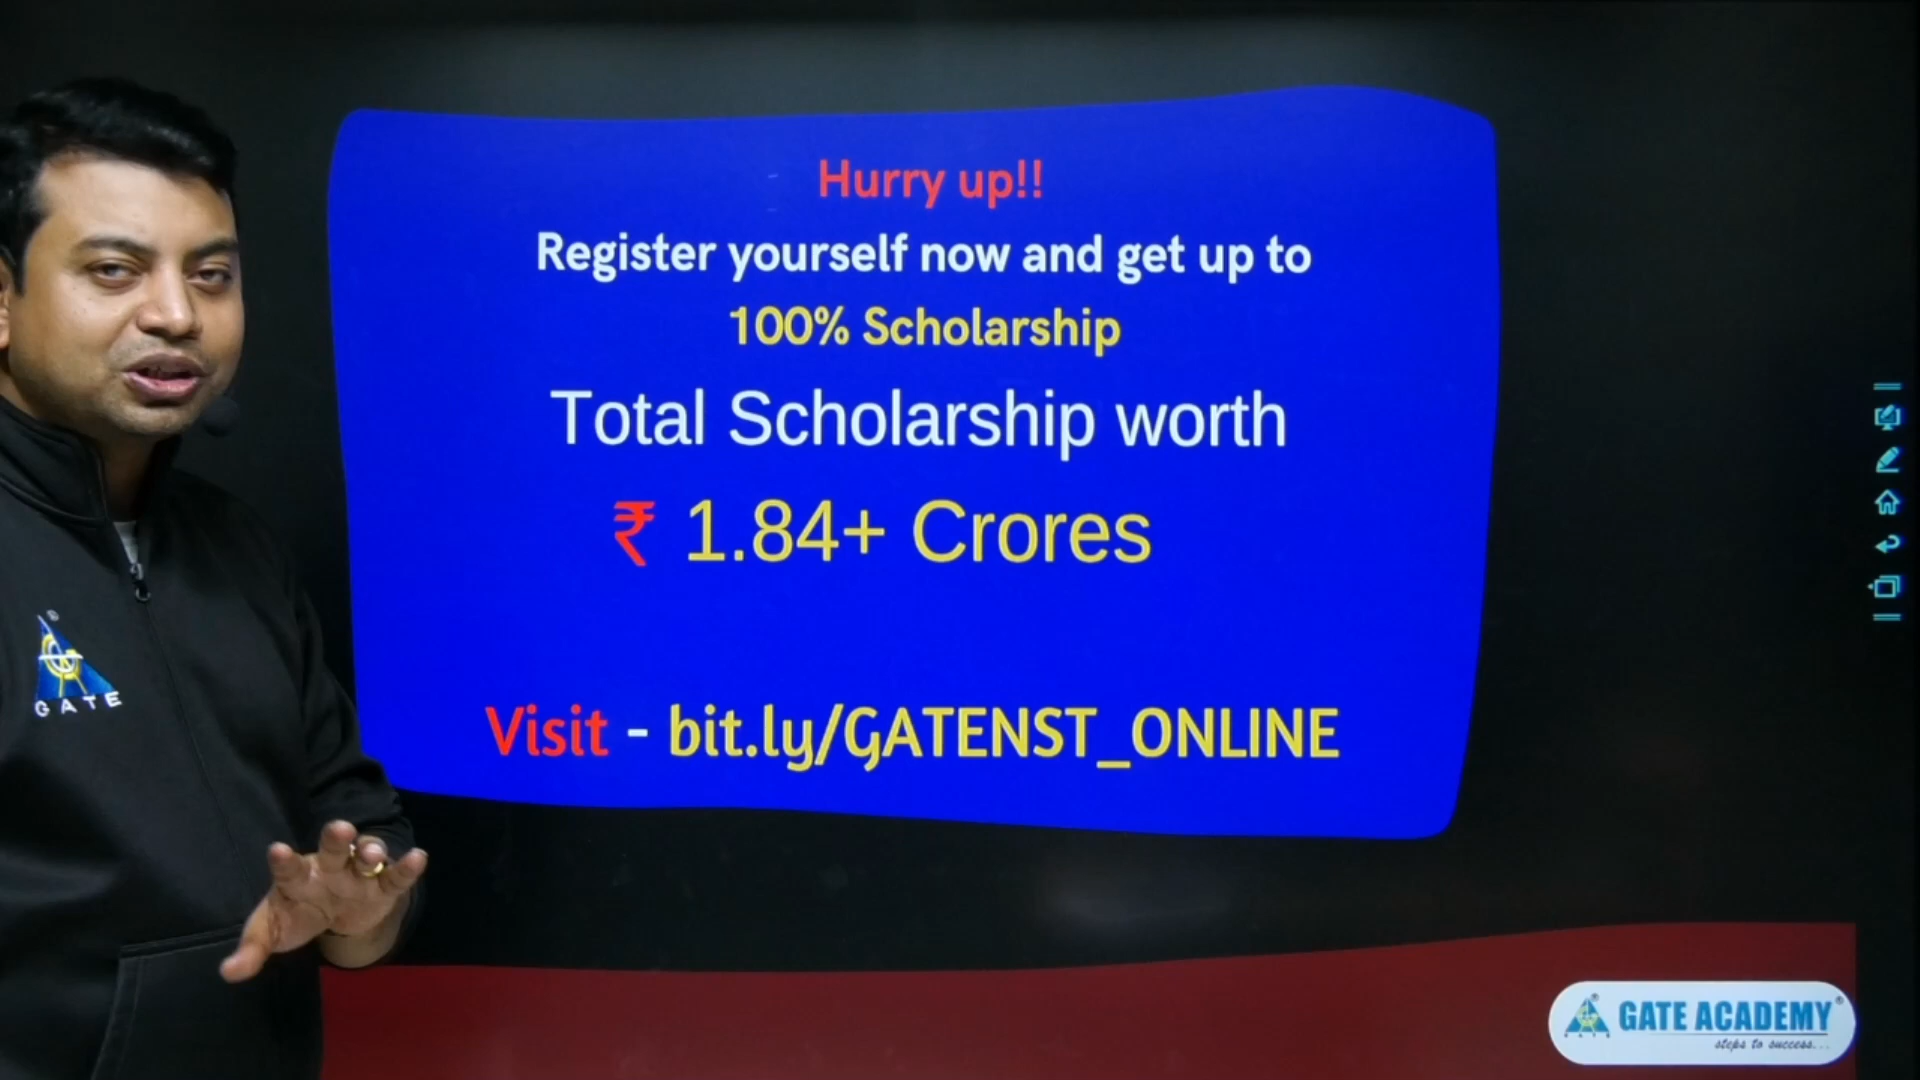 Hurry up!!
Register yourself now and get up to
100% Scholarship
Total Scholarship worth
₹ 1.84+ Crores
Visit - bit.ly/GATENST_ONLINE
GATE
GATE ACADEMY®
steps to success...